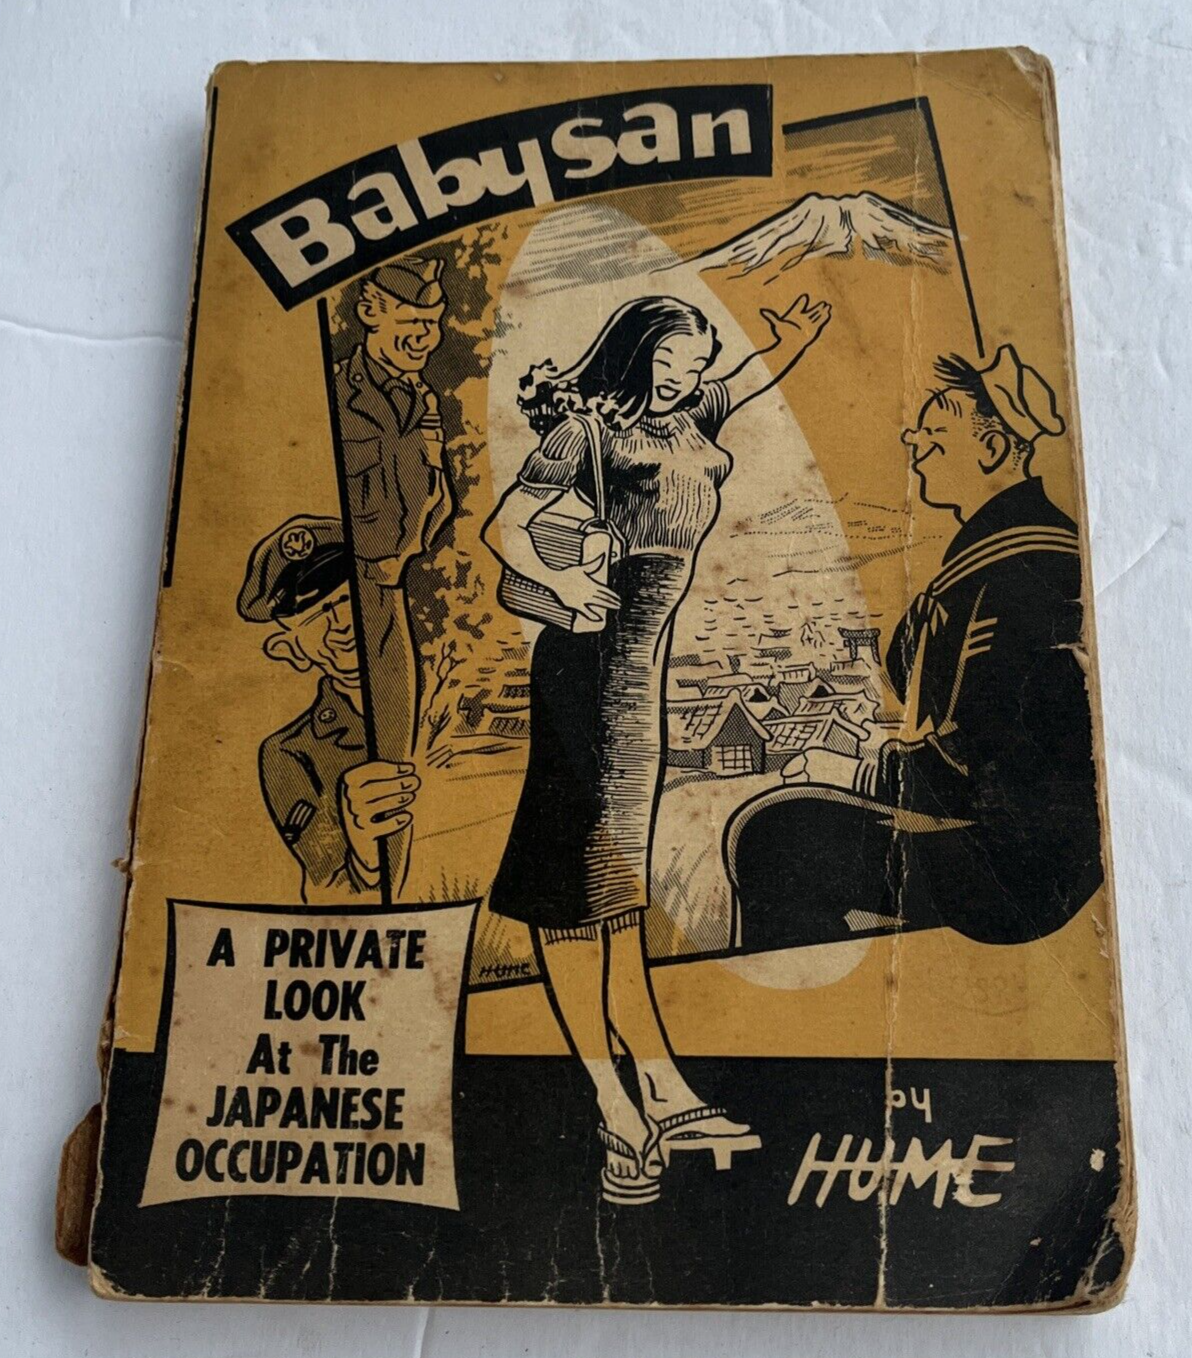 Babysan
HUME
A PRIVATE
LOOK
At The
JAPANESE
OCCUPATION
by
HUME